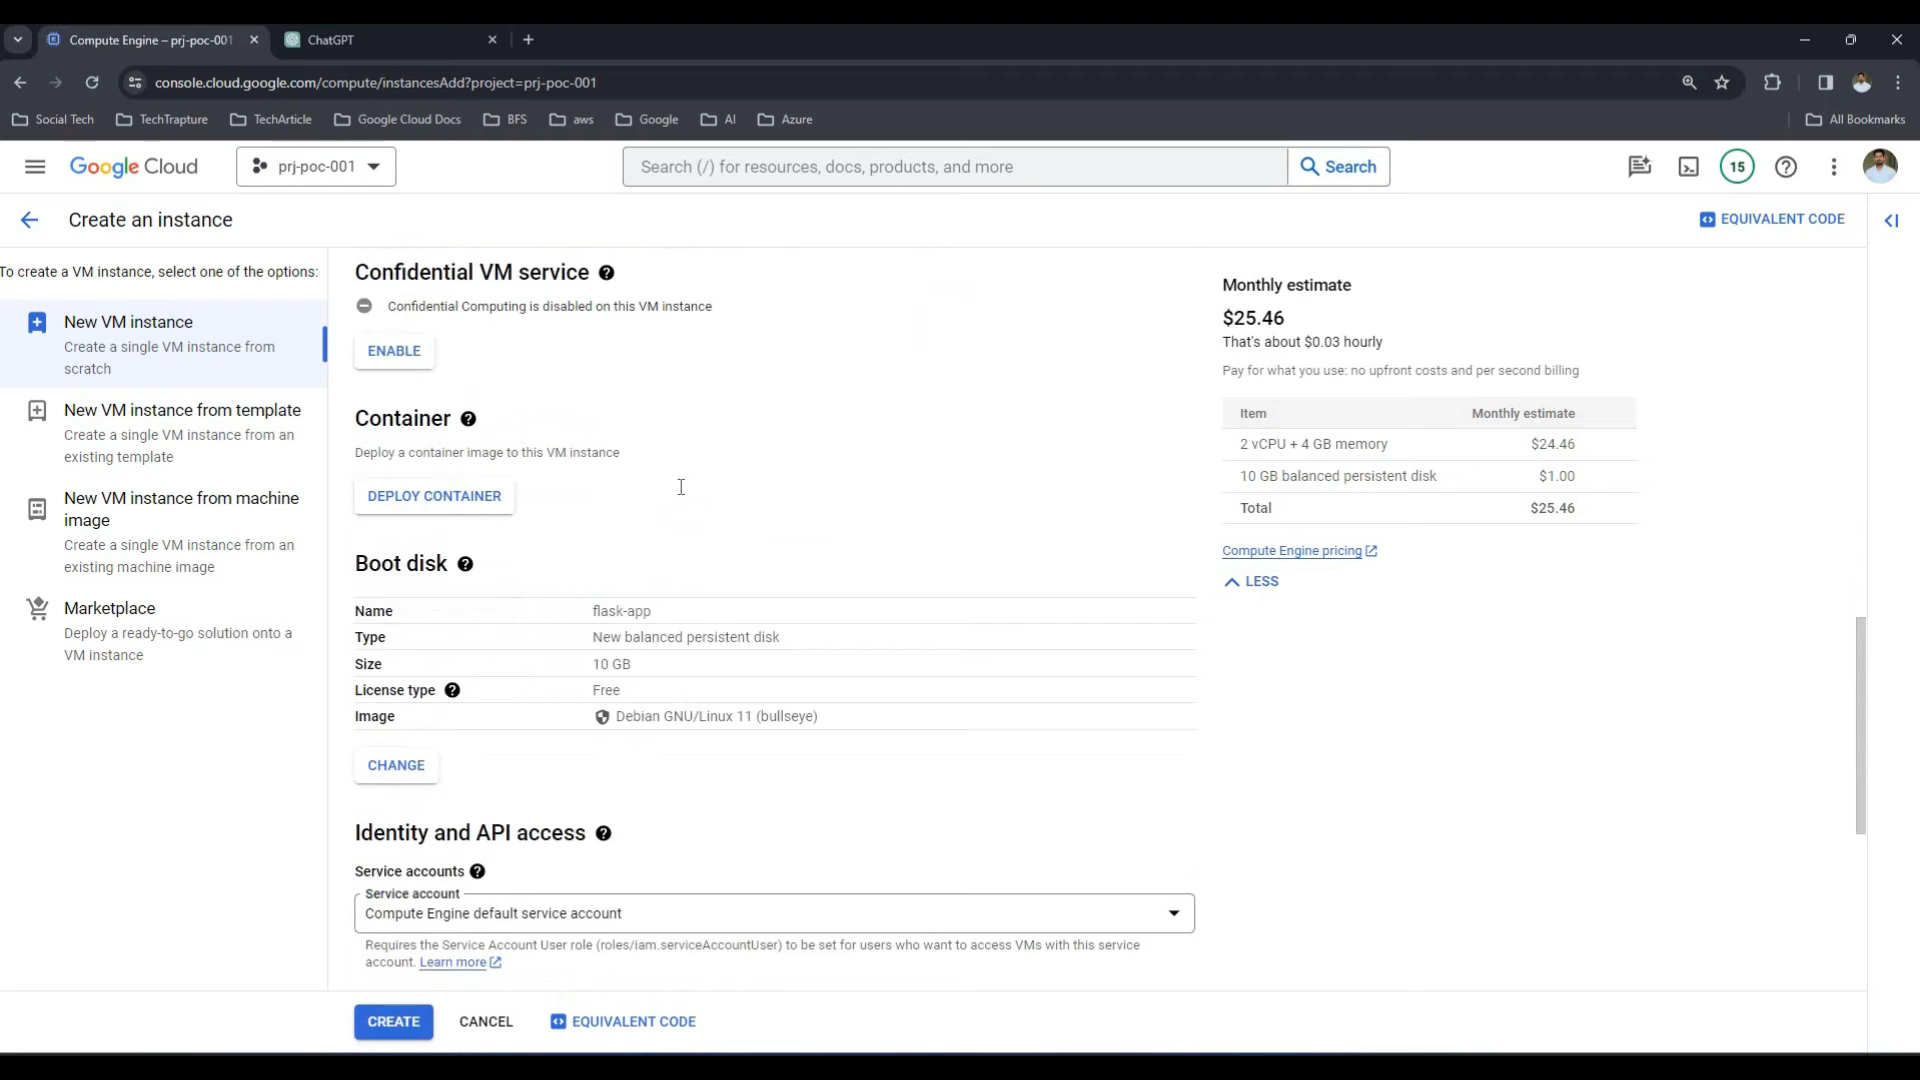 Compute Engine – prj-poc-001
ChatGPT
console.cloud.google.com/compute/instancesAdd?project=prj-poc-001
Social Tech
TechTrapture
TechArticle
Google Cloud Docs
BFS
aws
Google
AI
Azure
All Bookmarks
Google Cloud
prj-poc-001
Search (/) for resources, docs, products, and more
Search
15
Create an instance
EQUIVALENT CODE
To create a VM instance, select one of the options:
New VM instance
Create a single VM instance from
scratch
New VM instance from template
Create a single VM instance from an
existing template
New VM instance from machine
image
Create a single VM instance from an
existing machine image
Marketplace
Deploy a ready-to-go solution onto a
VM instance
Confidential VM service
Confidential Computing is disabled on this VM instance
ENABLE
Container
Deploy a container image to this VM instance
DEPLOY CONTAINER
Boot disk
Name flask-app
Type New balanced persistent disk
Size 10 GB
License type Free
Image Debian GNU/Linux 11 (bullseye)
CHANGE
Identity and API access
Service accounts
Service account
Compute Engine default service account
Requires the Service Account User role (roles/iam.serviceAccountUser) to be set for users who want to access VMs with this service
account. Learn more
CREATE
CANCEL
EQUIVALENT CODE
Monthly estimate
$25.46
That's about $0.03 hourly
Pay for what you use: no upfront costs and per second billing
Item Monthly estimate
2 vCPU + 4 GB memory $24.46
10 GB balanced persistent disk $1.00
Total $25.46
Compute Engine pricing
LESS